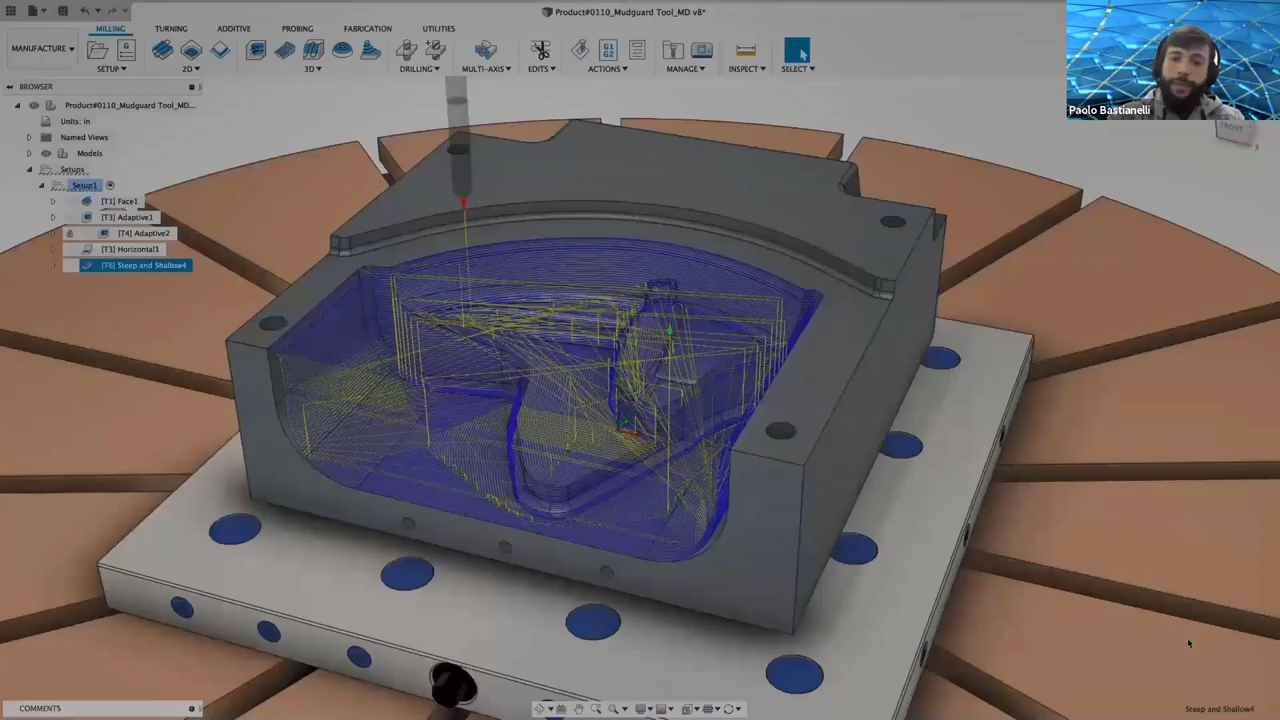 Product#0110_Mudguard Tool_MD v8*
MILLING TURNING ADDITIVE PROBING FABRICATION UTILITIES
MANUFACTURE
G1
G2
SETUP 2D 3D DRILLING MULTI-AXIS EDITS ACTIONS MANAGE INSPECT SELECT
Paolo Bastianelli
BROWSER
Product#0110_Mudguard Tool_MD...
Units: in
Named Views
Models
Setups
Setup1
[T1] Face1
[T3] Adaptive1
[T4] Adaptive2
[T3] Horizontal1
[T6] Steep and Shallow4
COMMENTS
Steep and Shallow4